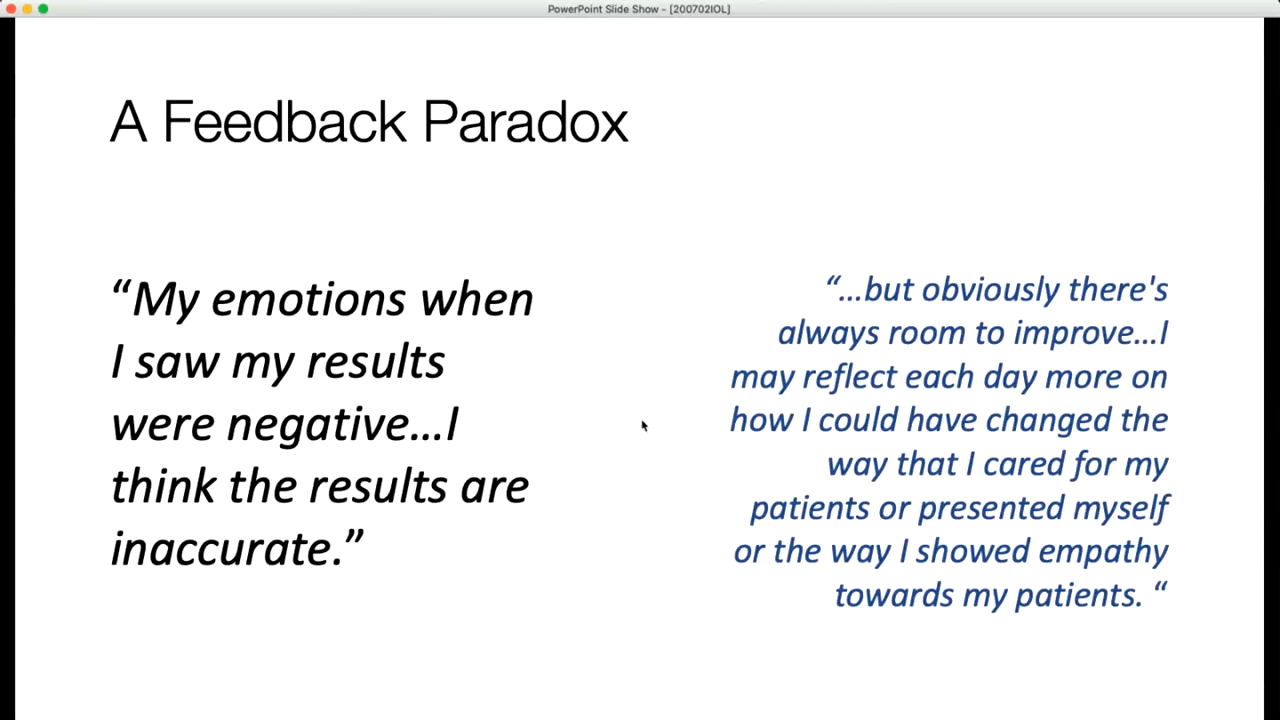 PowerPoint Slide Show - [200702IOL]
A Feedback Paradox
“My emotions when
I saw my results
were negative…I
think the results are
inaccurate.”
“…but obviously there's
always room to improve…I
may reflect each day more on
how I could have changed the
way that I cared for my
patients or presented myself
or the way I showed empathy
towards my patients. “